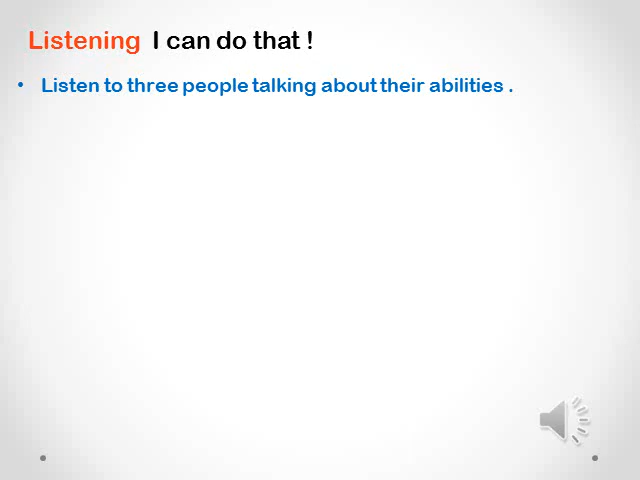 Listening I can do that !
• Listen to three people talking about their abilities .